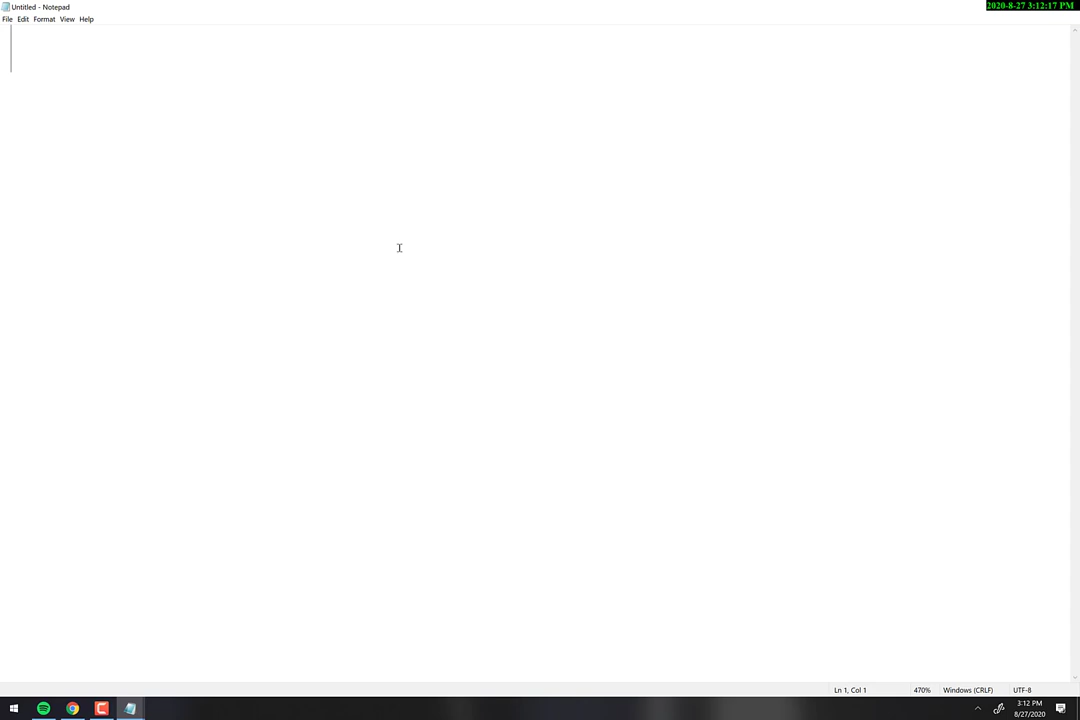 Untitled - Notepad
2020-8-27 3:12:17 PM
File Edit Format View Help
Ln 1, Col 1 470% Windows (CRLF) UTF-8
3:12 PM
8/27/2020